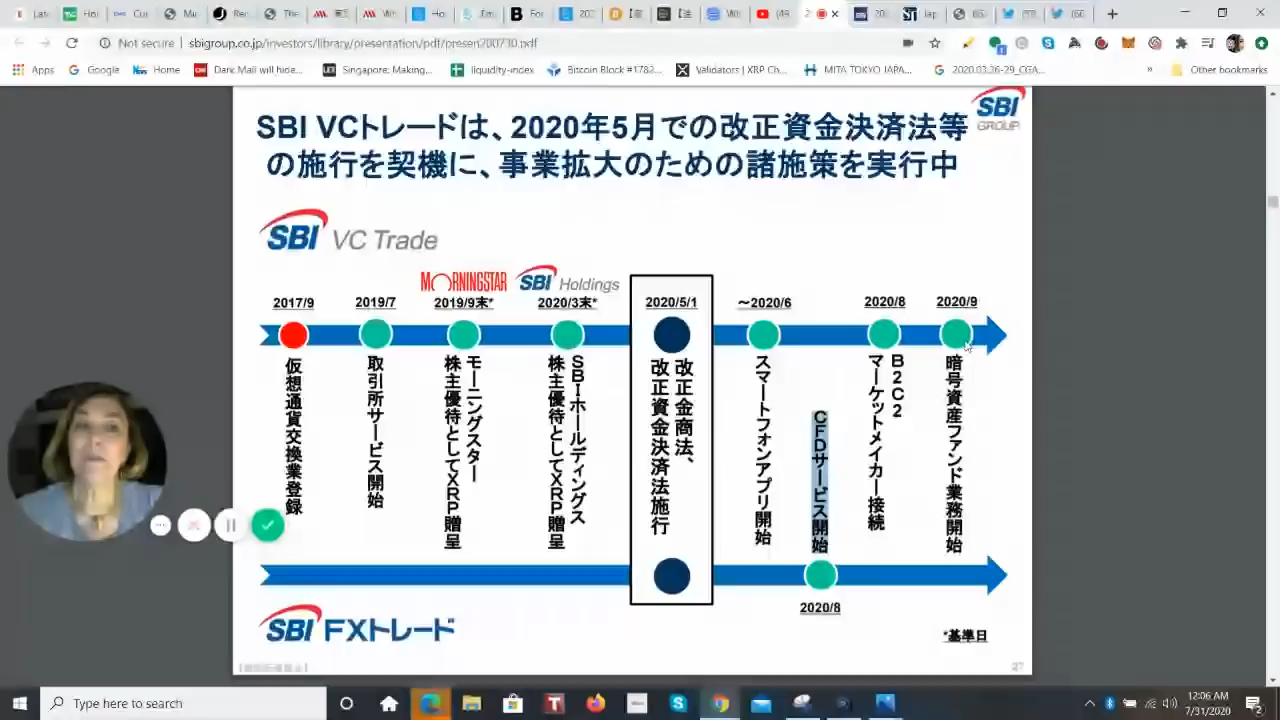 Not secure | sbigroup.co.jp/investors/library/presentation/pdf/presen200730.pdf
Apps
Google
Home
Dark Mail will hide...
Singapore: Making...
liquidity-index
Bitcoin Block #1782...
Validators | XRP Ch...
MITA TOKYO JAPA...
2020.03.26-29_CGA...
»
Other bookmarks
SBI VCトレードは、2020年5月での改正資金決済法等
の施行を契機に、事業拡大のための諸施策を実行中
SBI
GROUP
SBI VC Trade
MORNINGSTAR
SBI Holdings
2017/9
2019/7
2019/9末*
2020/3末*
2020/5/1
～2020/6
2020/8
2020/9
仮想通貨交換業登録
取引所サービス開始
モーニングスター
株主優待としてXRP贈呈
SBIホールディングス
株主優待としてXRP贈呈
改正金商法、
改正資金決済法施行
スマートフォンアプリ開始
CFDサービス開始
B2C2
マーケットメイカー接続
暗号資産ファンド業務開始
2020/8
SBI FXトレード
*基準日
27
Type here to search
12:06 AM
7/31/2020